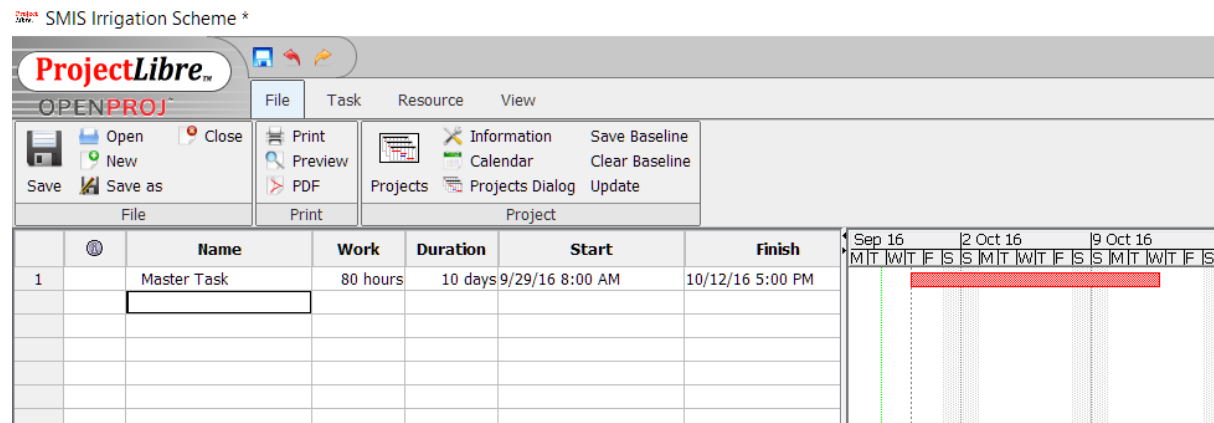 SMIS Irrigation Scheme *
ProjectLibre™
OPENPROJ
File Task Resource View
Save Open New Save as Close
Print Preview PDF
Projects Information Calendar Projects Dialog Save Baseline Clear Baseline Update
File Print Project
Name Work Duration Start Finish
Sep 16 2 Oct 16 9 Oct 16
M T W T F S S M T W T F S S M T W T F S
1 Master Task 80 hours 10 days 9/29/16 8:00 AM 10/12/16 5:00 PM